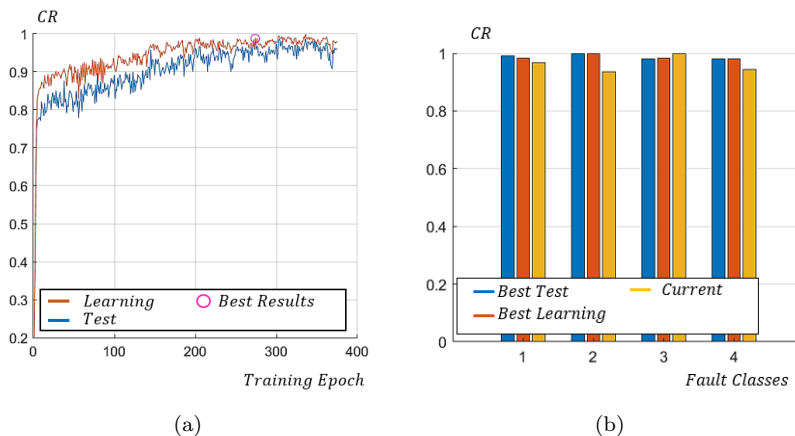 CR
1
0.9
0.8
0.7
0.6
0.5
0.4
0.3
0.2
Learning
Best Results
Test
0 100 200 300 400
Training Epoch
(a)
CR
1
0.8
0.6
0.4
0.2
0
Best Test
Current
Best Learning
1 2 3 4
Fault Classes
(b)